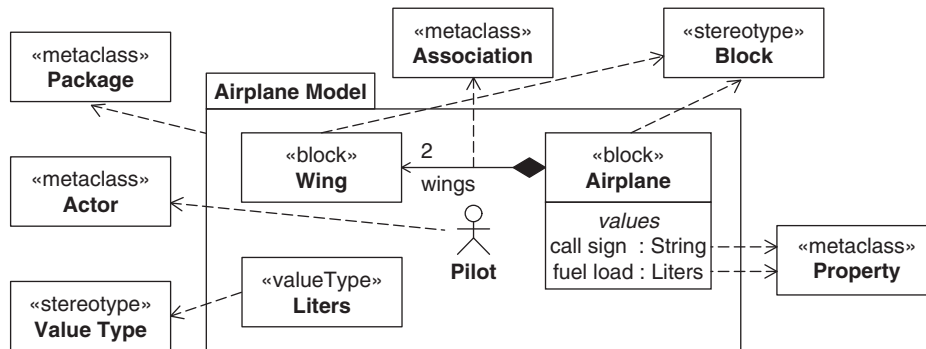 «metaclass»
Package
«metaclass»
Association
«stereotype»
Block
Airplane Model
«block»
Wing
2
wings
«block»
Airplane
values
call sign : String
fuel load : Liters
«metaclass»
Actor
Pilot
«metaclass»
Property
«valueType»
Liters
«stereotype»
Value Type